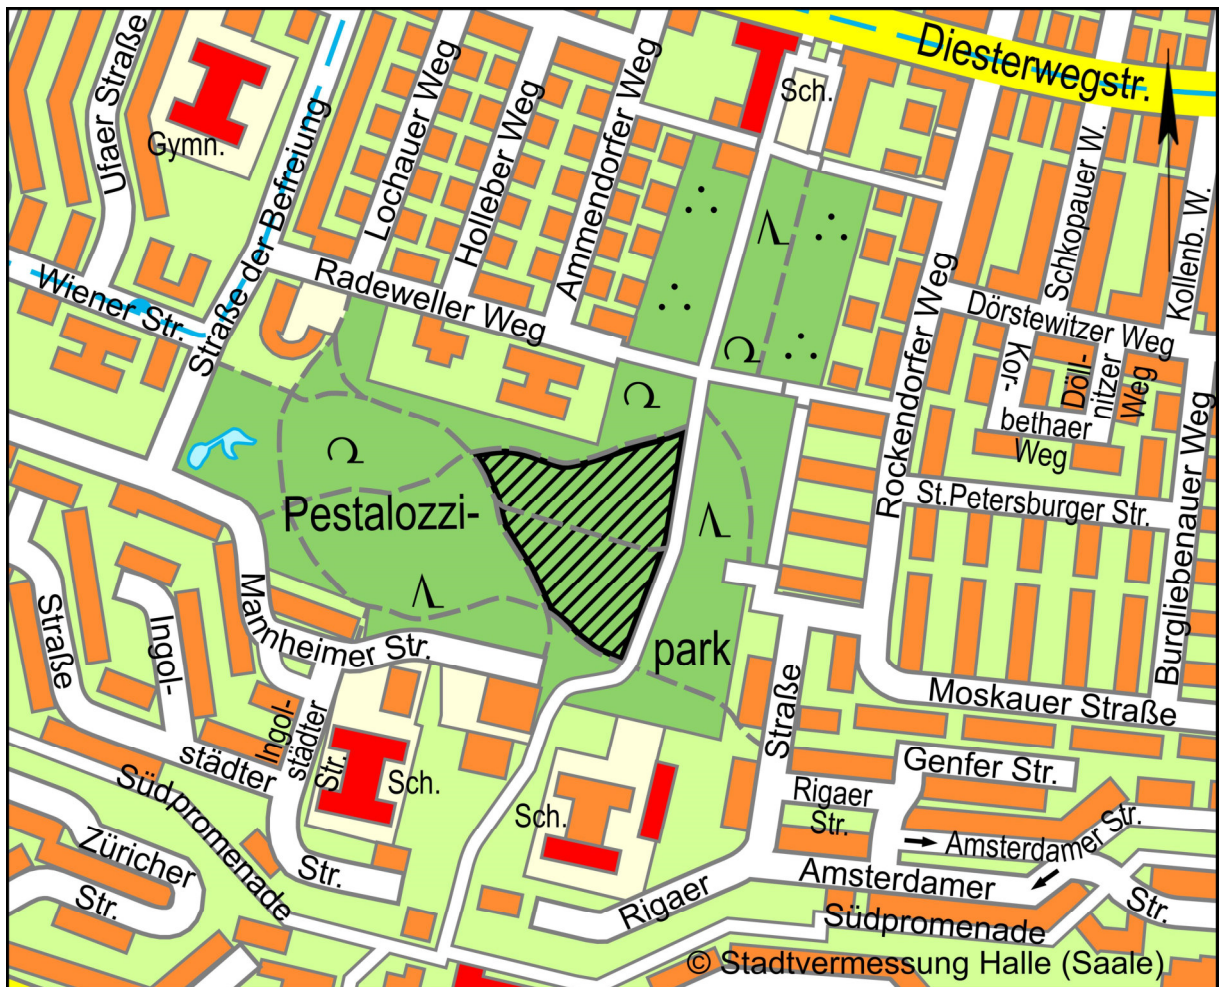 Diesterwegstr.
Ufaer Straße
Gymn.
Straße der Befreiung
Lochauer Weg
Holleber Weg
Ammendorfer Weg
Sch.
Schkopauer W.
Kollenb. W.
Wiener Str.
Radeweller Weg
Rockendorfer Weg
Dörstewitzer Weg
Kor-
bethaer
Weg
Döll-
nitzer
Weg
St.Petersburger Str.
Burgliebenauer Weg
Pestalozzi-
park
Mannheimer Str.
Straße
Ingol-
städter
Str.
Ingol-
städter
Str.
Sch.
Sch.
Straße
Moskauer Straße
Genfer Str.
Rigaer
Str.
Amsterdamer Str.
Amsterdamer
Str.
Rigaer
Südpromenade
Südpromenade
Züricher
Str.
© Stadtvermessung Halle (Saale)